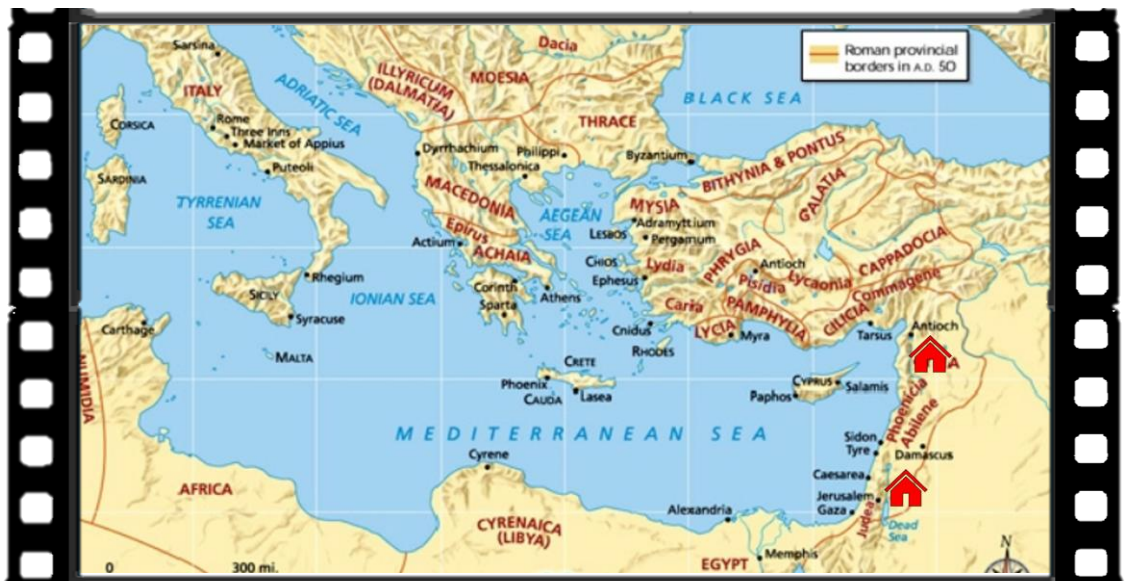 Sarsina
Dacia
Roman provincial
borders in A.D. 50
ILLYRICUM
(DALMATIA)
MOESIA
ITALY
ADRIATIC SEA
BLACK SEA
CORSICA
Rome
Three Inns
Market of Appius
THRACE
Dyrrhachium
Philippi
Byzantium
BITHYNIA & PONTUS
Puteoli
Thessalonica
SARDINIA
MACEDONIA
TYRRENIAN
SEA
AEGEAN
SEA
MYSIA
GALATIA
Adramyttium
LESBOS
Pergamum
Epirus
Actium
ACHAIA
PHRYGIA
CAPPADOCIA
CHIOS
Lydia
Antioch
Rhegium
Ephesus
Pisidia
Lycaonia
Commagene
SICILY
IONIAN SEA
Corinth
Athens
Sparta
Caria
PAMPHYLIA
CILICIA
Syracuse
Carthage
Cnidus
LYCIA
Myra
Tarsus
Antioch
RHODES
MALTA
CRETE
A
NUMIDIA
Phoenix
CAUDA
Lasea
CYPRUS
Salamis
Paphos
Phoenicia
Abilene
MEDITERRANEAN SEA
Sidon
Tyre
Damascus
Cyrene
Caesarea
AFRICA
Jerusalem
Gaza
Alexandria
Judea
Dead
Sea
CYRENAICA
(LIBYA)
Memphis
EGYPT
N
0 300 mi.